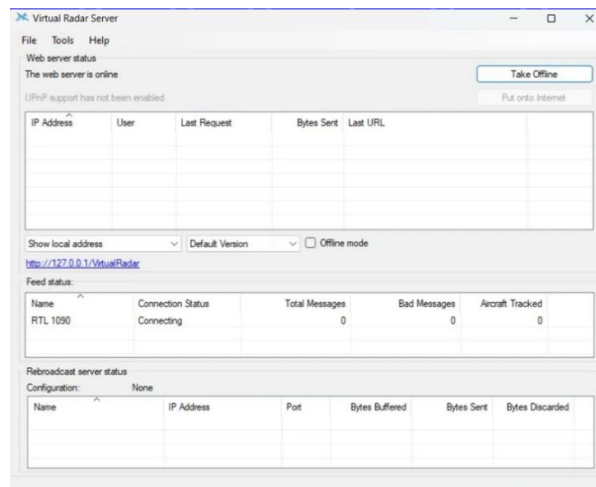 Virtual Radar Server
File Tools Help
Web server status
The web server is online
Take Offline
UPnP support has not been enabled
Put onto Internet
IP Address User Last Request Bytes Sent Last URL
Show local address Default Version Offline mode
http://127.0.0.1/VirtualRadar
Feed status:
Name Connection Status Total Messages Bad Messages Aircraft Tracked
RTL 1090 Connecting 0 0 0
Rebroadcast server status
Configuration: None
Name IP Address Port Bytes Buffered Bytes Sent Bytes Discarded